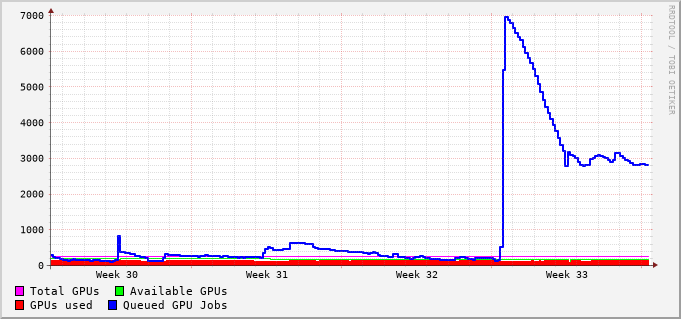 7000
6000
5000
4000
3000
2000
1000
0
Week 30 Week 31 Week 32 Week 33
Total GPUs Available GPUs
GPUs used Queued GPU Jobs
RRDTOOL / TOBI OETIKER